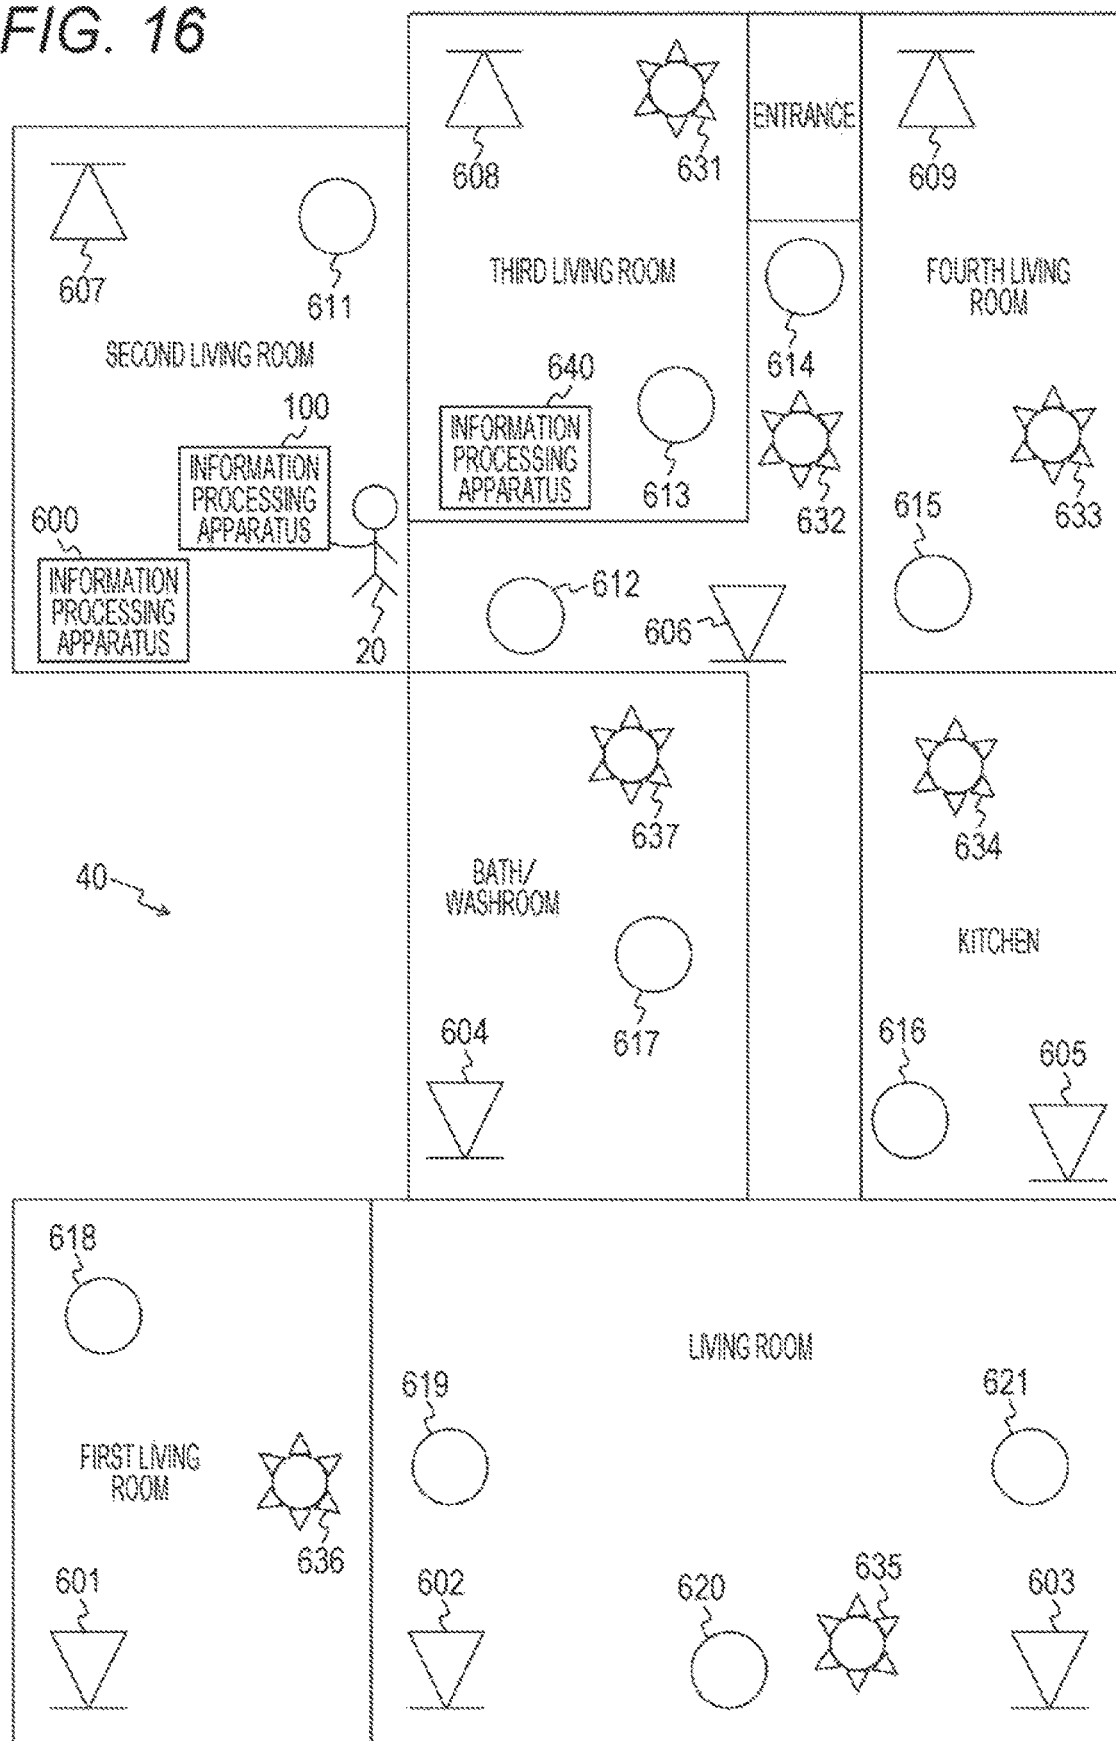 FIG. 16
ENTRANCE
608
631
609
607
611
THIRD LIVING ROOM
FOURTH LIVING
ROOM
SECOND LIVING ROOM
614
640
100
INFORMATION
PROCESSING
APPARATUS
613
INFORMATION
PROCESSING
APPARATUS
632
633
615
600
INFORMATION
PROCESSING
APPARATUS
20
612
606
637
634
40
BATH/
WASHROOM
KITCHEN
617
604
616
605
618
LIVING ROOM
619
621
FIRST LIVING
ROOM
636
601
602
620
635
603